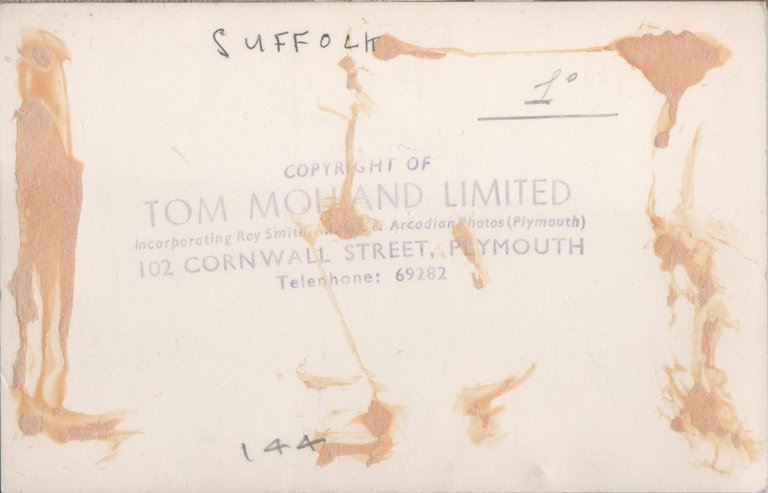 SUFFOLK
1°
COPYRIGHT OF
TOM MOLLAND LIMITED
Incorporating Roy Smith & Arcadian Photos (Plymouth)
102 CORNWALL STREET, PLYMOUTH
Telephone: 69282
144